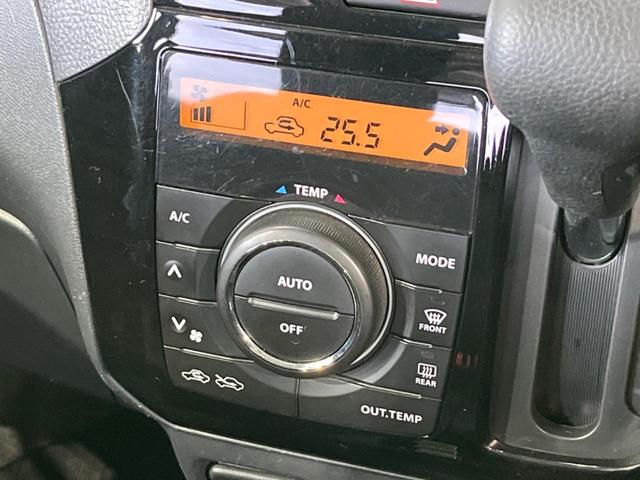 A/C
25.5
TEMP
A/C
MODE
AUTO
OFF
FRONT
REAR
OUT.TEMP